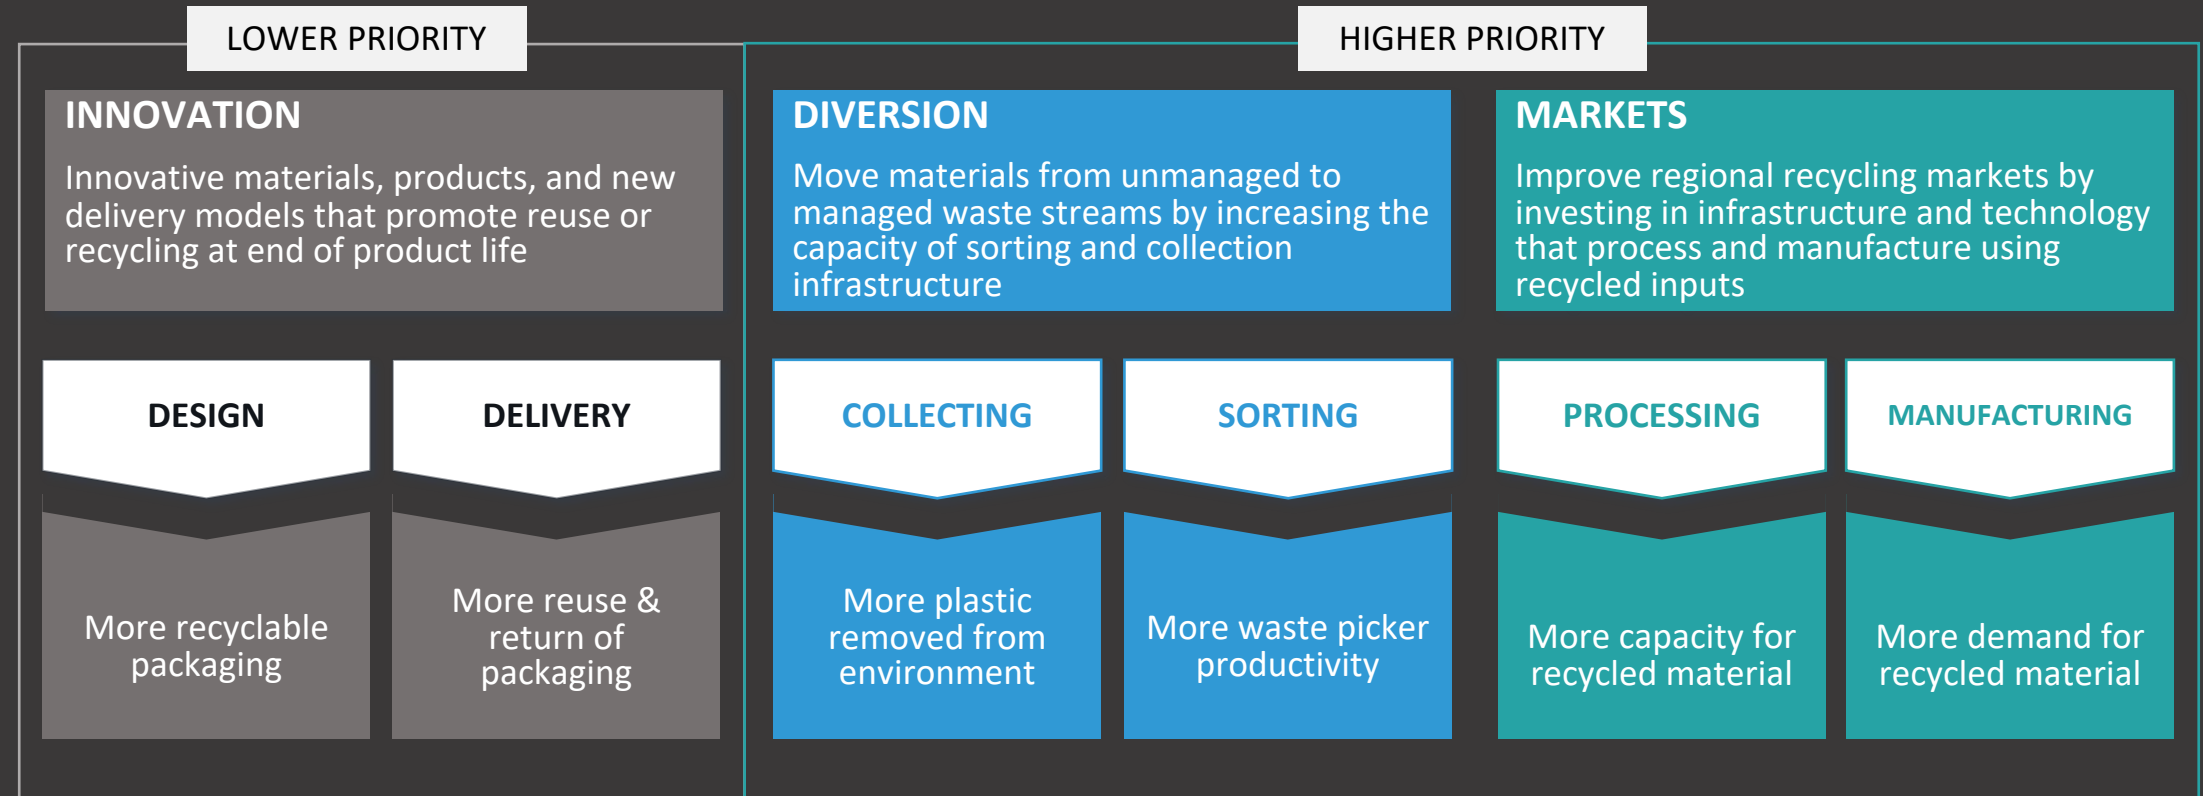 LOWER PRIORITY
HIGHER PRIORITY
INNOVATION
Innovative materials, products, and new
delivery models that promote reuse or
recycling at end of product life
DIVERSION
Move materials from unmanaged to
managed waste streams by increasing the
capacity of sorting and collection
infrastructure
MARKETS
Improve regional recycling markets by
investing in infrastructure and technology
that process and manufacture using
recycled inputs
DESIGN
DELIVERY
COLLECTING
SORTING
PROCESSING
MANUFACTURING
More recyclable
packaging
More reuse &
return of
packaging
More plastic
removed from
environment
More waste picker
productivity
More capacity for
recycled material
More demand for
recycled material